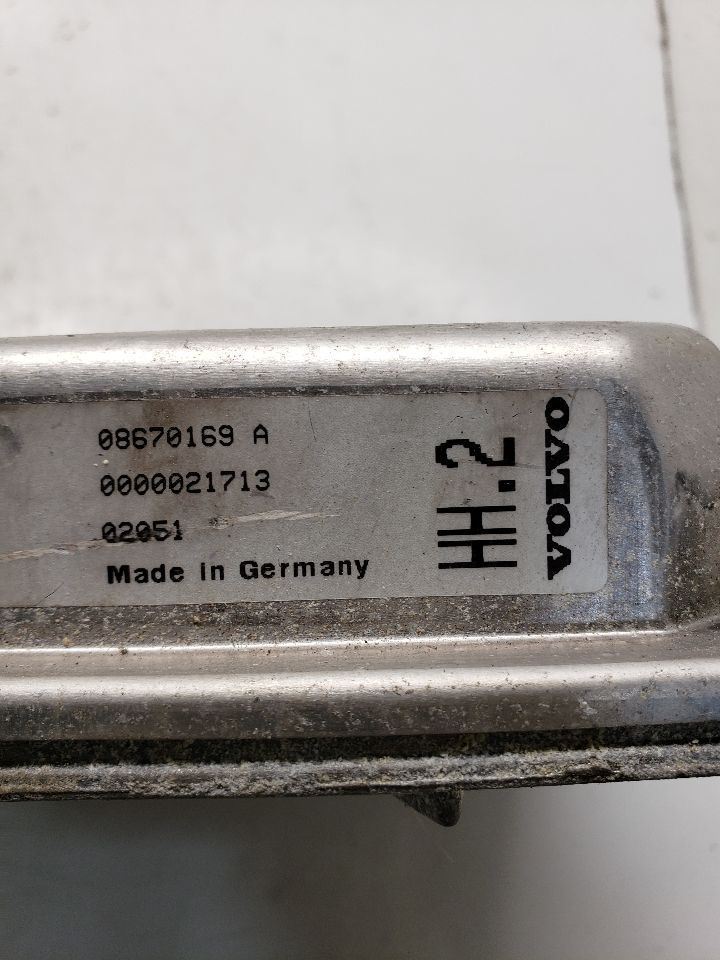 08670169 A
0000021713
02051
Made in Germany
HH.2
VOLVO